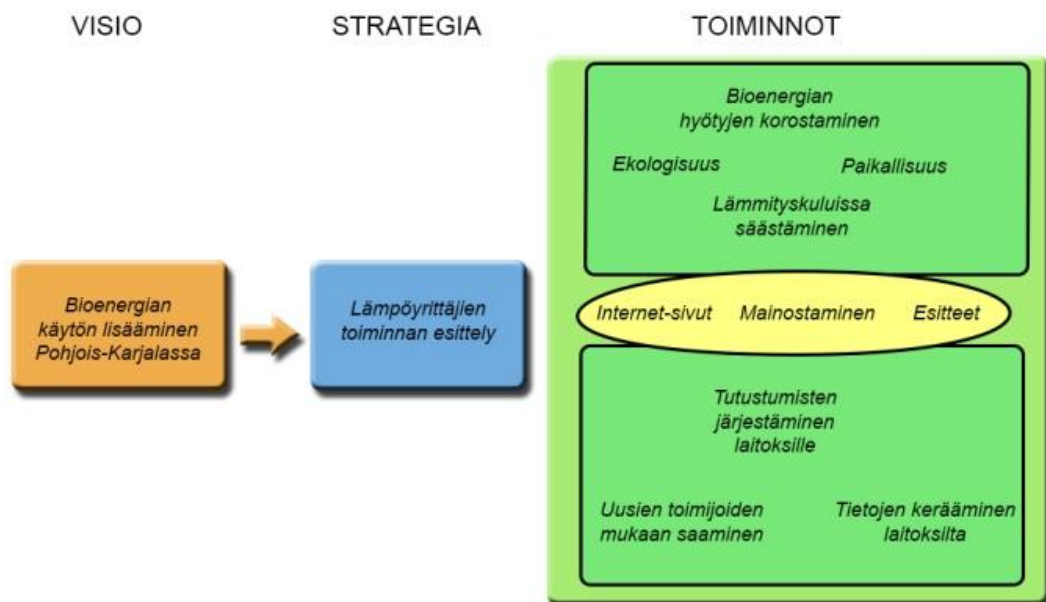 VISIO
STRATEGIA
TOIMINNOT
Bioenergian
käytön lisääminen
Pohjois-Karjalassa
Lämpöyrittäjien
toiminnan esittely
Bioenergian
hyötyjen korostaminen
Ekologisuus
Paikallisuus
Lämmityskuluissa
säästäminen
Internet-sivut
Mainostaminen
Esitteet
Tutustumisten
järjestäminen
laitoksille
Uusien toimijoiden
mukaan saaminen
Tietojen kerääminen
laitoksilta